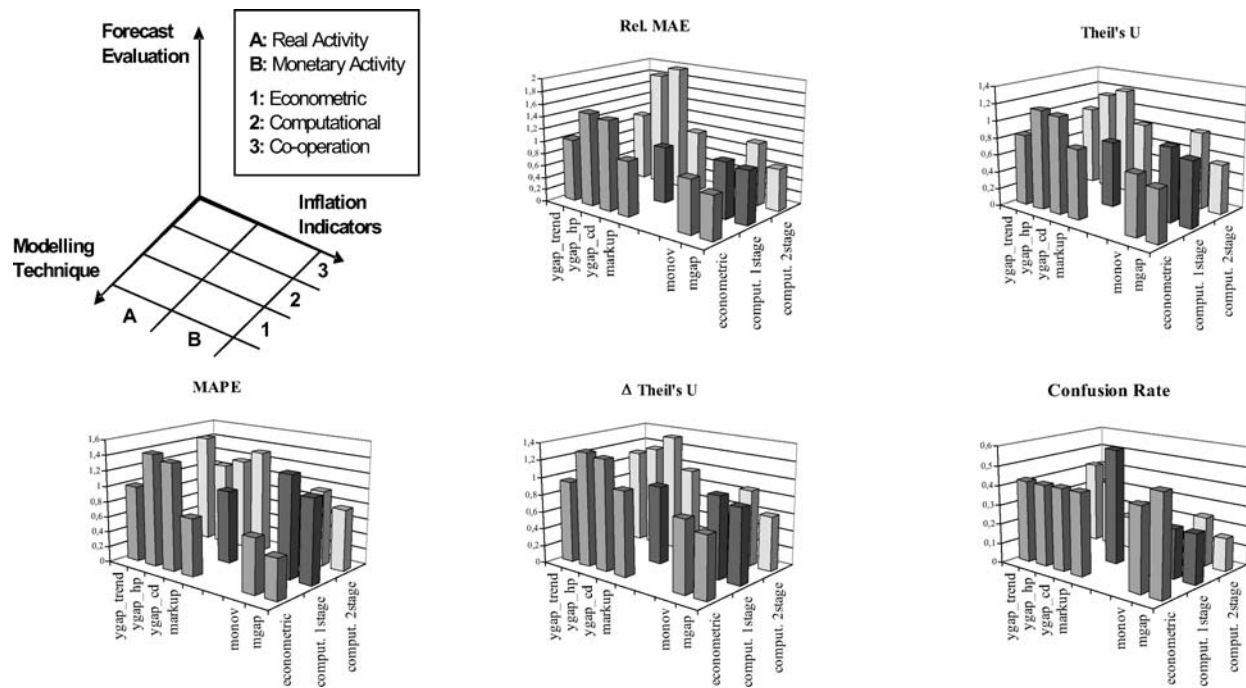 Forecast
Evaluation
A: Real Activity
B: Monetary Activity
1: Econometric
2: Computational
3: Co-operation
Inflation
Indicators
Modelling
Technique
A
B
1
2
3
Rel. MAE
2
1,8
1,6
1,4
1,2
1
0,8
0,6
0,4
0,2
0
ygap_trend
ygap_hp
ygap_cd
markup
monov
mgap
econometric
comput. 1stage
comput. 2stage
Theil's U
1,4
1,2
1
0,8
0,6
0,4
0,2
0
ygap_trend
ygap_hp
ygap_cd
markup
monov
mgap
econometric
comput. 1stage
comput. 2stage
MAPE
1,6
1,4
1,2
1
0,8
0,6
0,4
0,2
0
ygap_trend
ygap_hp
ygap_cd
markup
monov
mgap
econometric
comput. 1stage
comput. 2stage
Δ Theil's U
1,4
1,2
1
0,8
0,6
0,4
0,2
0
ygap_trend
ygap_hp
ygap_cd
markup
monov
mgap
econometric
comput. 1stage
comput. 2stage
Confusion Rate
0,6
0,5
0,4
0,3
0,2
0,1
0
ygap_trend
ygap_hp
ygap_cd
markup
monov
mgap
econometric
comput. 1stage
comput. 2stage